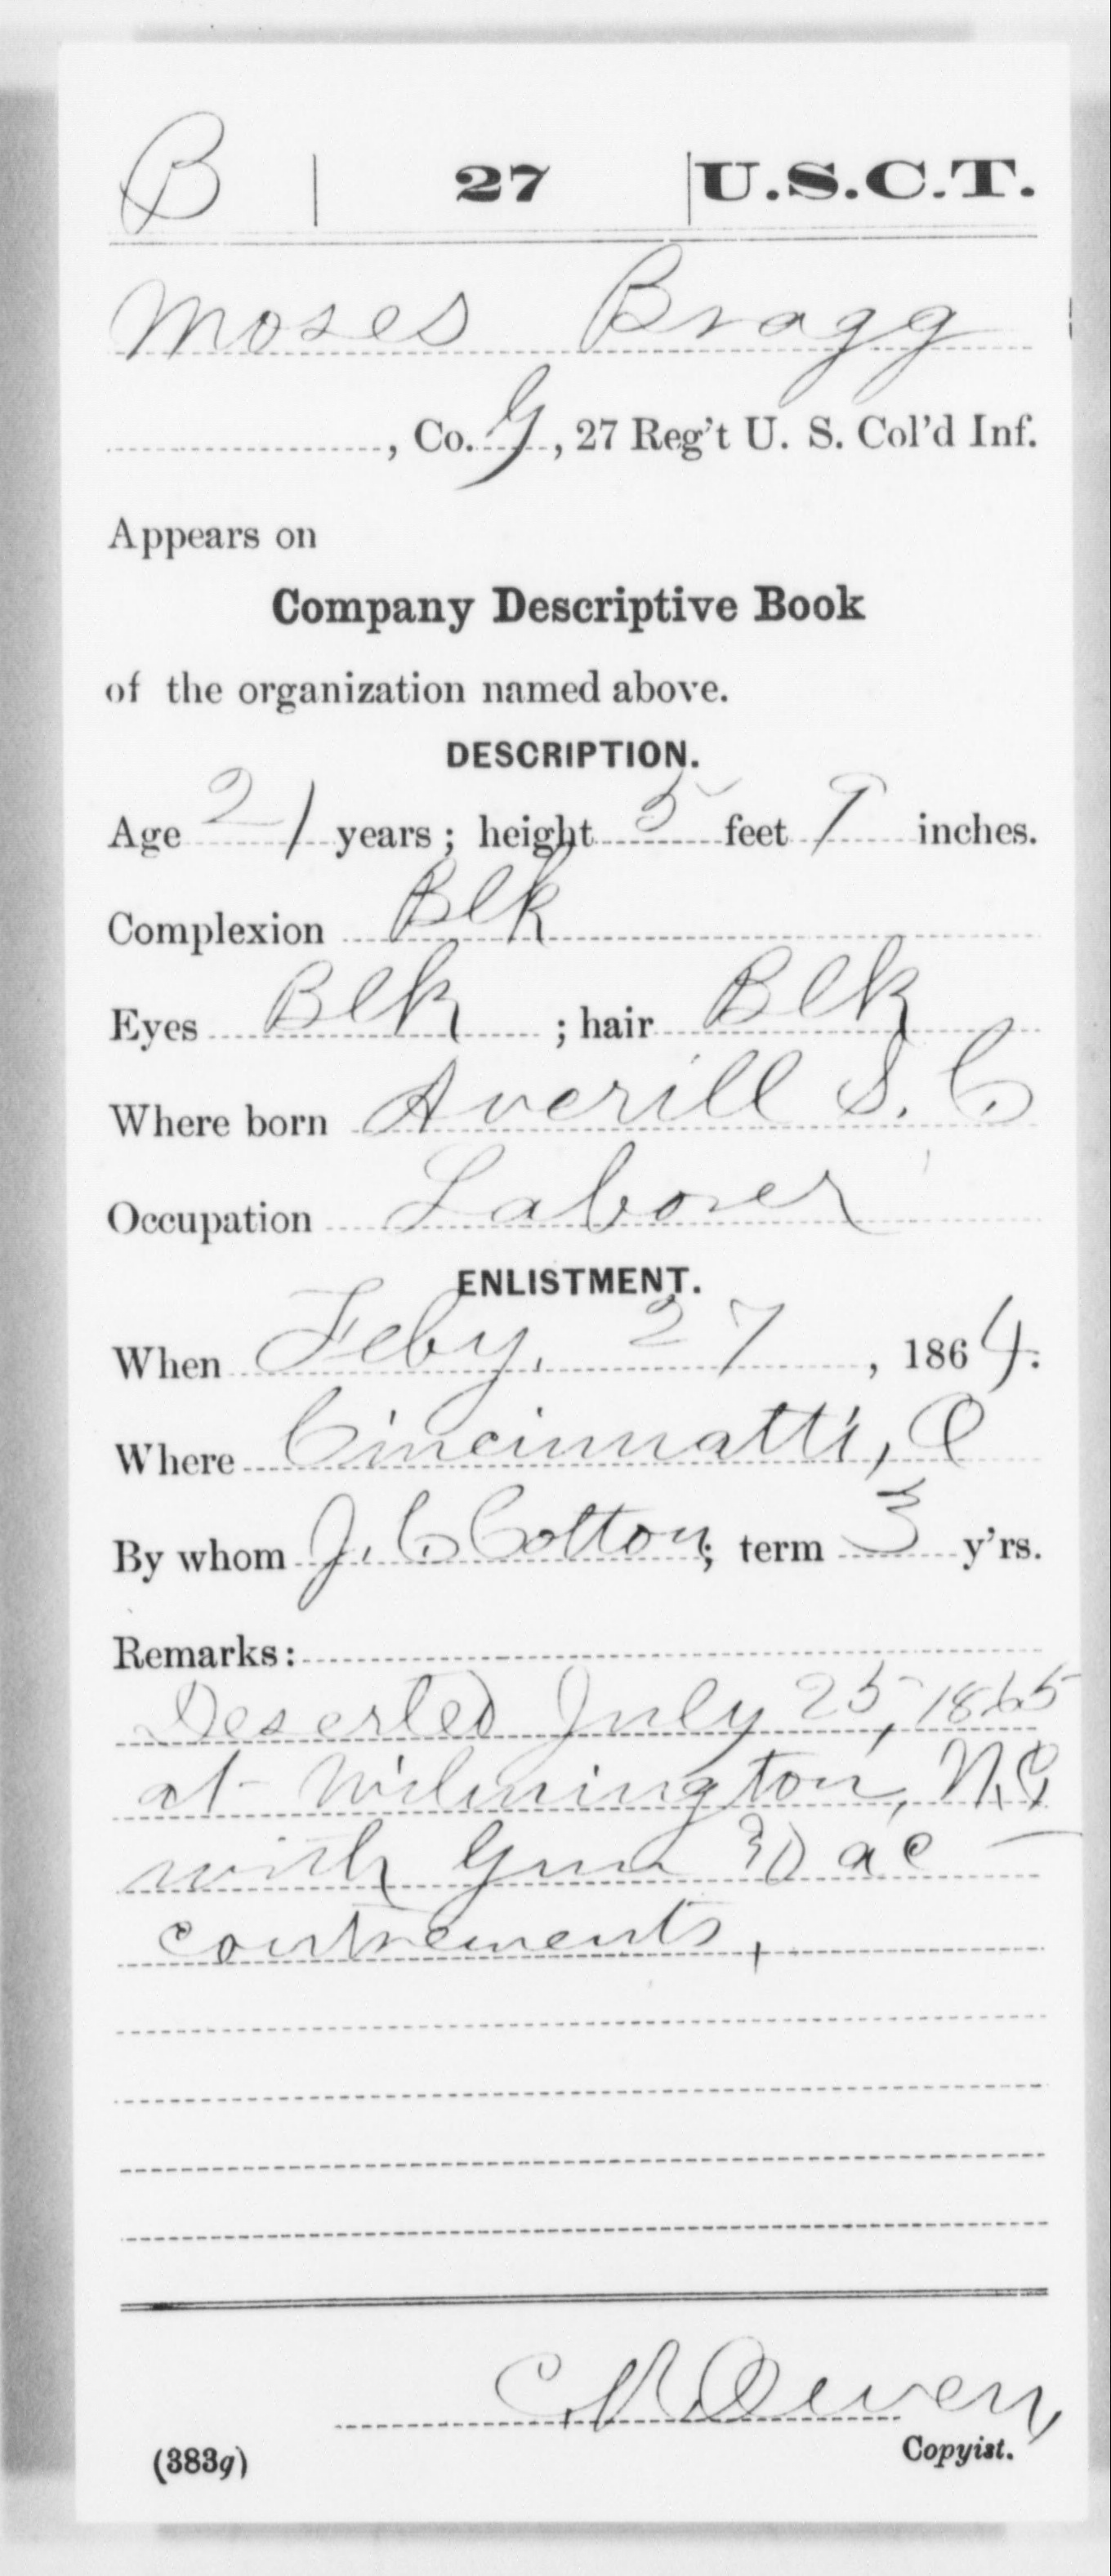 B | 27 | U.S.C.T.
Moses Bragg
, Co. G, 27 Reg't U. S. Col'd Inf.
Appears on
Company Descriptive Book
of the organization named above.
DESCRIPTION.
Age 21 years; height 5 feet 9 inches.
Complexion Blk
Eyes Blk; hair Blk
Where born Averill S. C
Occupation Laborer
ENLISTMENT.
When Feby. 27, 1864.
Where Cincinnatti, O
By whom J. C Cotton; term 3 y'rs.
Remarks:
Deserted July 25, 1865
at Wilmington, N.C
with Gun & ac-
coutrements.
Owen,
Copyist.
(383g)